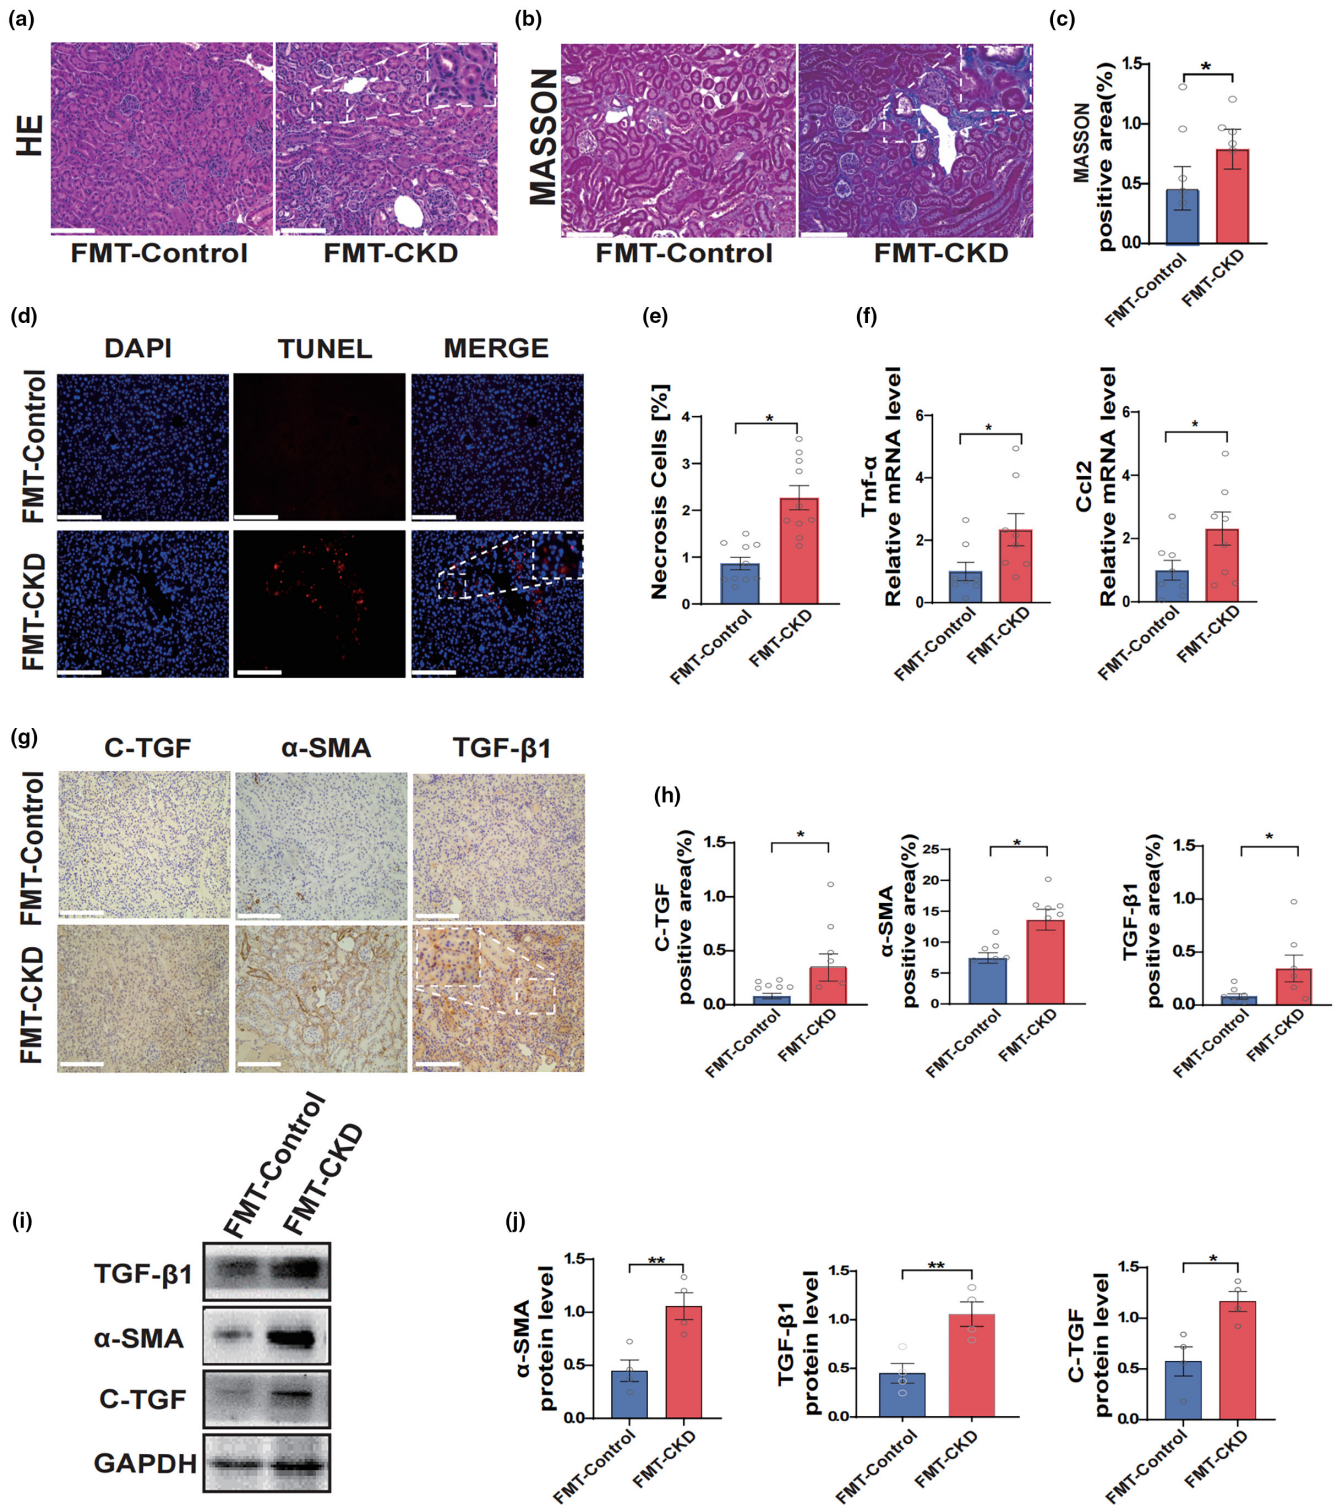 (a)
HE
FMT-Control
FMT-CKD
(b)
MASSON
FMT-Control
FMT-CKD
(c)
MASSON
positive area(%)
1.5
1.0
0.5
0.0
*
FMT-Control
FMT-CKD
(d)
DAPI
TUNEL
MERGE
FMT-Control
FMT-CKD
(e)
Necrosis Cells [%]
4
3
2
1
0
*
FMT-Control
FMT-CKD
(f)
Tnf-α
Relative mRNA level
6
4
2
0
*
FMT-Control
FMT-CKD
Ccl2
Relative mRNA level
6
4
2
0
*
FMT-Control
FMT-CKD
(g)
C-TGF
α-SMA
TGF-β1
FMT-Control
FMT-CKD
(h)
C-TGF
positive area(%)
1.5
1.0
0.5
0.0
*
FMT-Control
FMT-CKD
α-SMA
positive area(%)
25
20
15
10
5
0
*
FMT-Control
FMT-CKD
TGF-β1
positive area(%)
1.5
1.0
0.5
0.0
*
FMT-Control
FMT-CKD
(i)
FMT-Control
FMT-CKD
TGF-β1
α-SMA
C-TGF
GAPDH
(j)
α-SMA
protein level
1.5
1.0
0.5
0.0
**
FMT-Control
FMT-CKD
TGF-β1
protein level
1.5
1.0
0.5
0.0
**
FMT-Control
FMT-CKD
C-TGF
protein level
1.5
1.0
0.5
0.0
*
FMT-Control
FMT-CKD